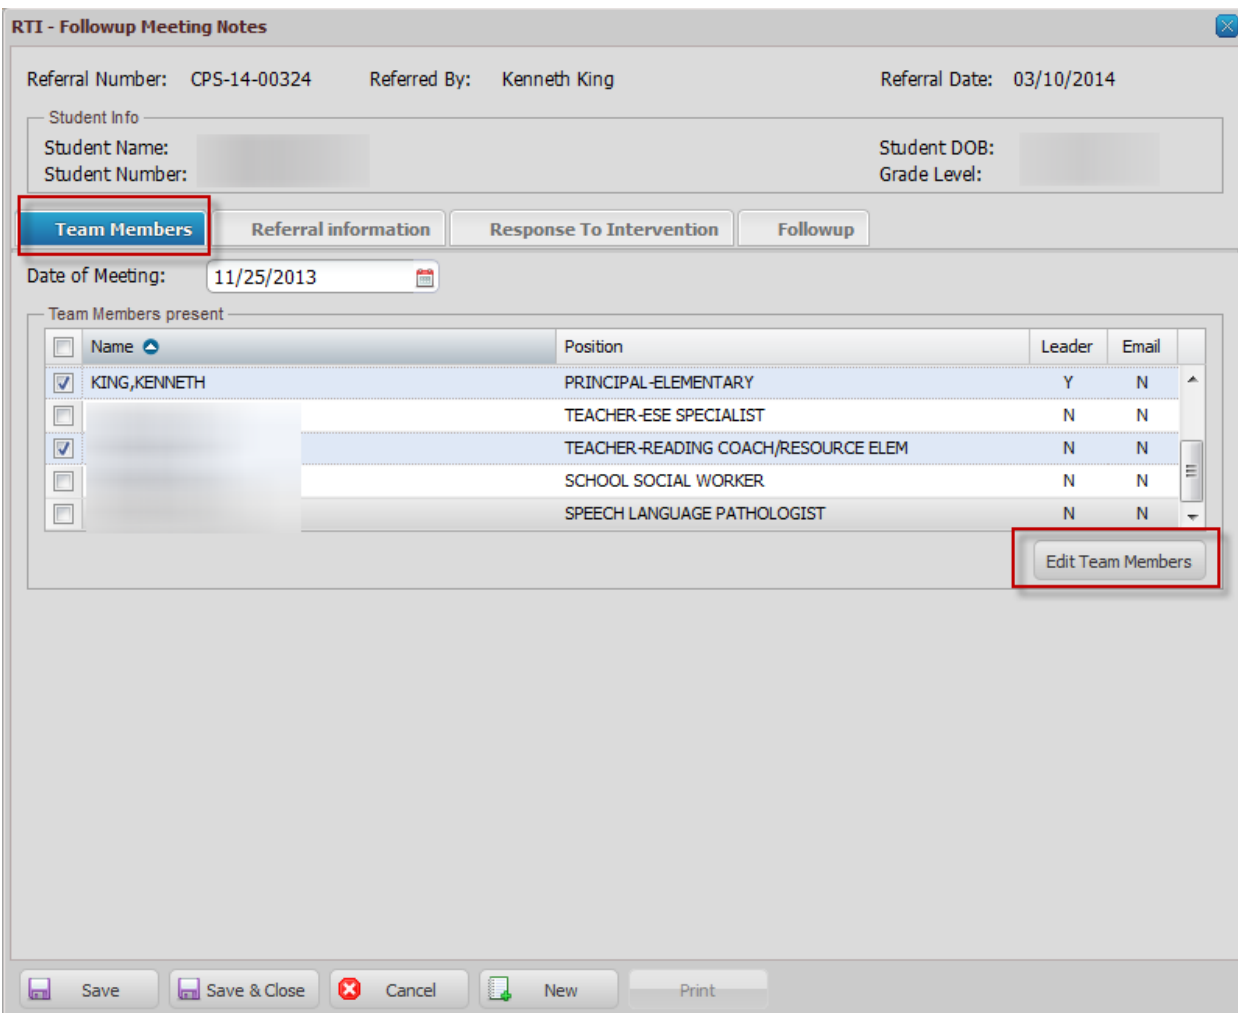 RTI - Followup Meeting Notes
Referral Number: CPS-14-00324 Referred By: Kenneth King Referral Date: 03/10/2014
Student Info
Student Name: Student DOB:
Student Number: Grade Level:
Team Members Referral information Response To Intervention Followup
Date of Meeting: 11/25/2013
Team Members present
Name Position Leader Email
KING,KENNETH PRINCIPAL-ELEMENTARY Y N
TEACHER-ESE SPECIALIST N N
TEACHER-READING COACH/RESOURCE ELEM N N
SCHOOL SOCIAL WORKER N N
SPEECH LANGUAGE PATHOLOGIST N N
Edit Team Members
Save Save & Close Cancel New Print